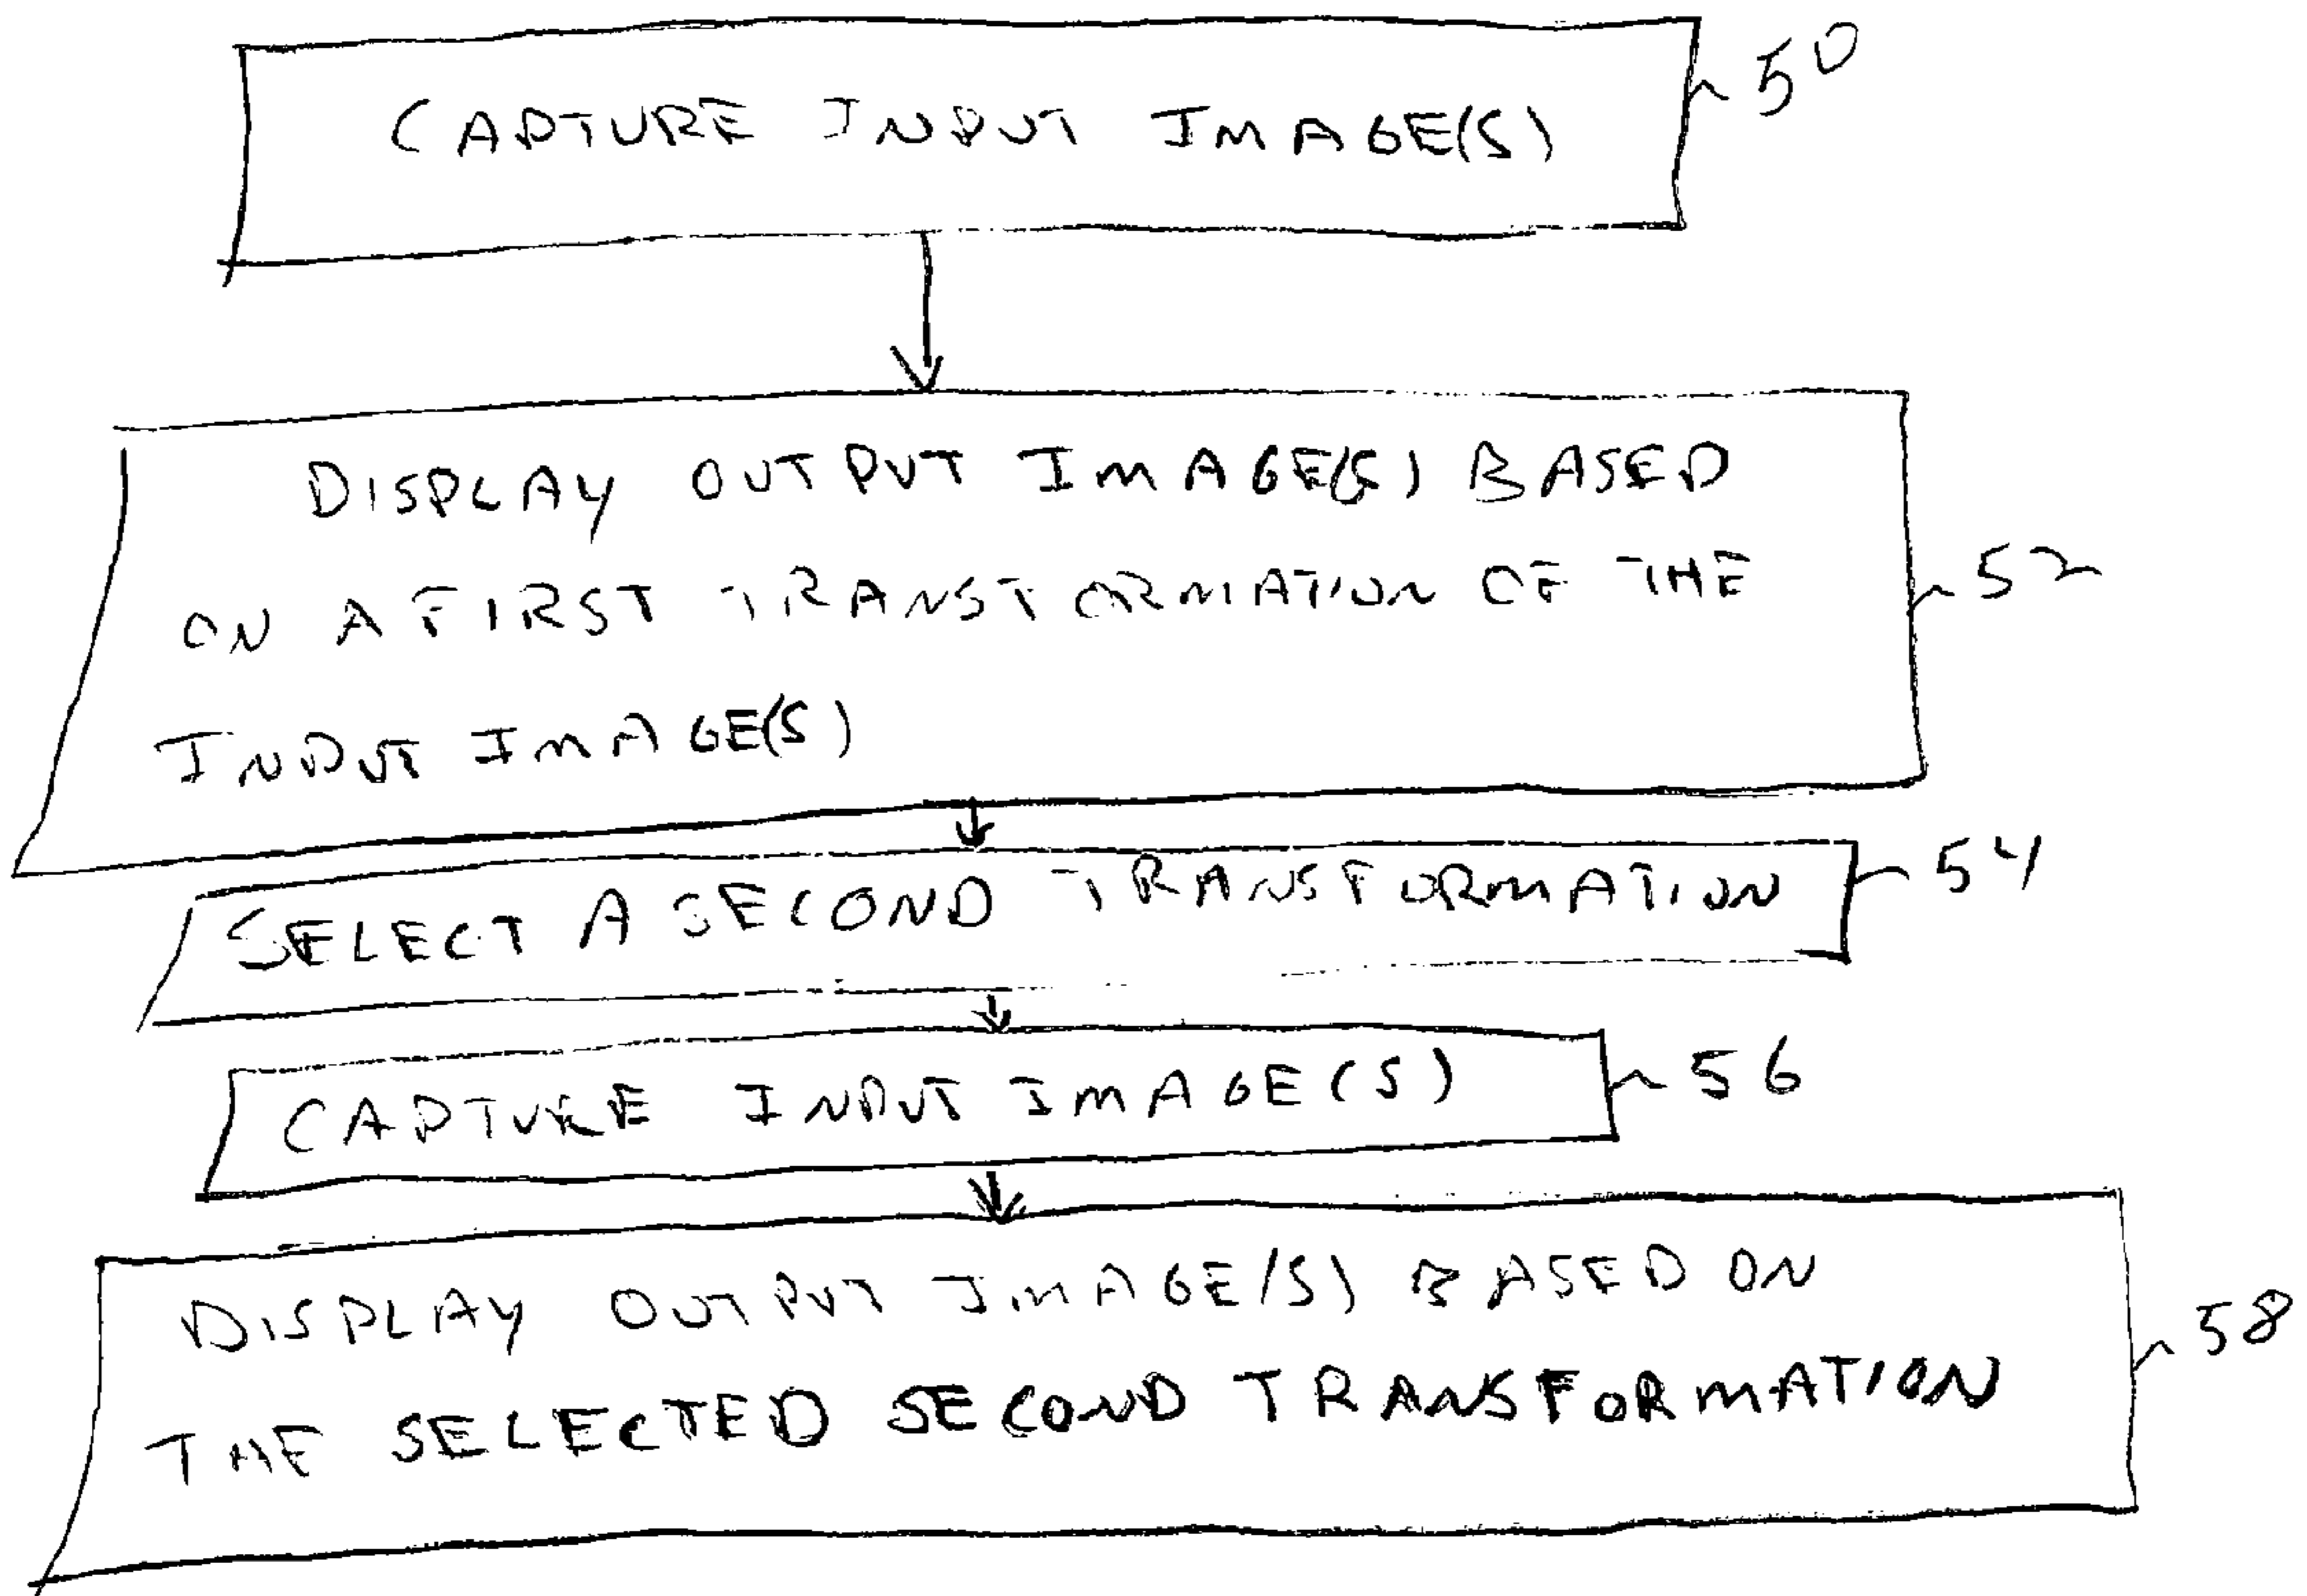 CAPTURE INPUT IMAGE(S)
50
DISPLAY OUTPUT IMAGE(S) BASED
ON A FIRST TRANSFORMATION OF THE
INPUT IMAGE(S)
52
SELECT A SECOND TRANSFORMATION
54
CAPTURE INPUT IMAGE(S)
56
DISPLAY OUTPUT IMAGE(S) BASED ON
THE SELECTED SECOND TRANSFORMATION
58